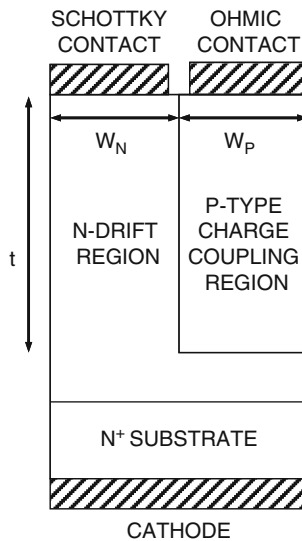 SCHOTTKY CONTACT
OHMIC CONTACT
W_N
W_P
t
N-DRIFT REGION
P-TYPE CHARGE COUPLING REGION
N+ SUBSTRATE
CATHODE